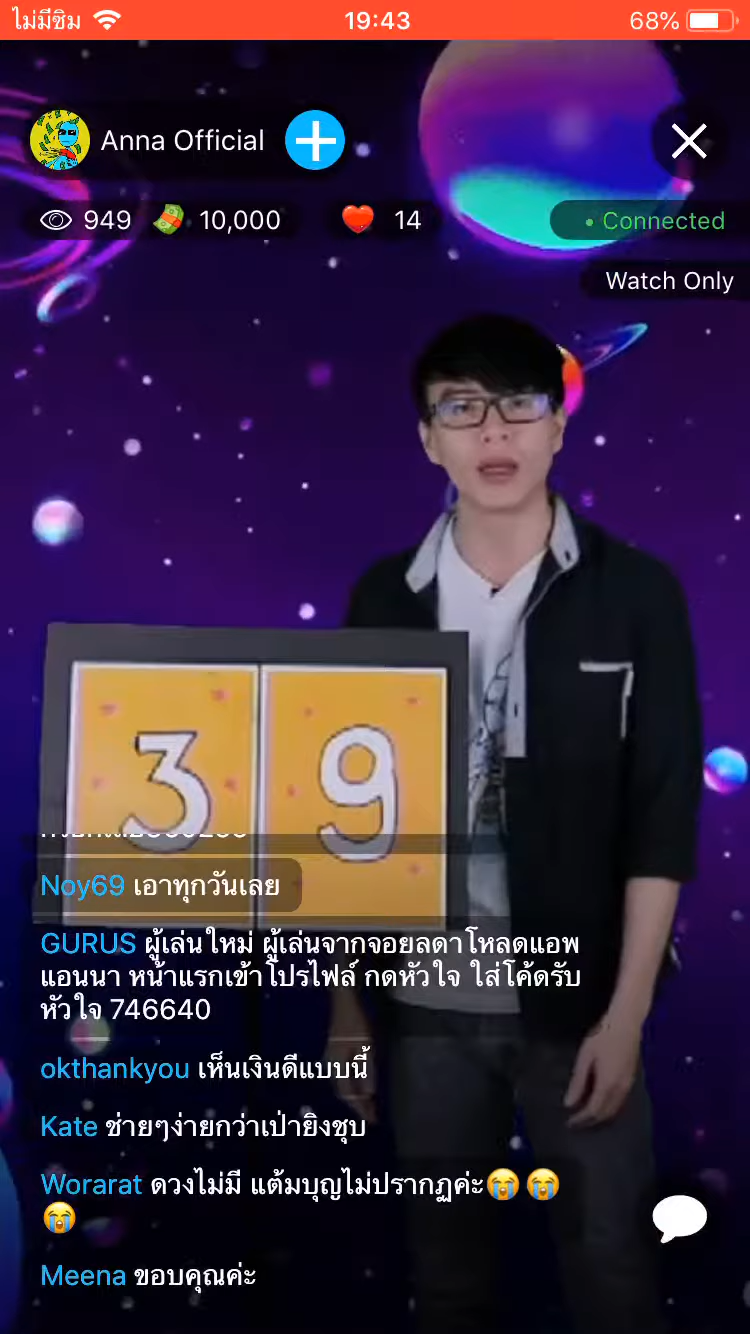 ไม่มีซิม 19:43 68%
Anna Official
949 10,000 14 Connected
Watch Only
3 9
Noy69 เอาทุกวันเลย
GURUS ผู้เล่นใหม่ ผู้เล่นจากจอยลดาโหลดแอพ
แอนนา หน้าแรกเข้าโปรไฟล์ กดหัวใจ ใส่โค้ดรับ
หัวใจ 746640
okthankyou เห็นเงินดีแบบนี้
Kate ช่ายๆง่ายกว่าเป่ายิงชุบ
Worarat ดวงไม่มี แต้มบุญไม่ปรากฏค่ะ😭😭
😭
Meena ขอบคุณค่ะ